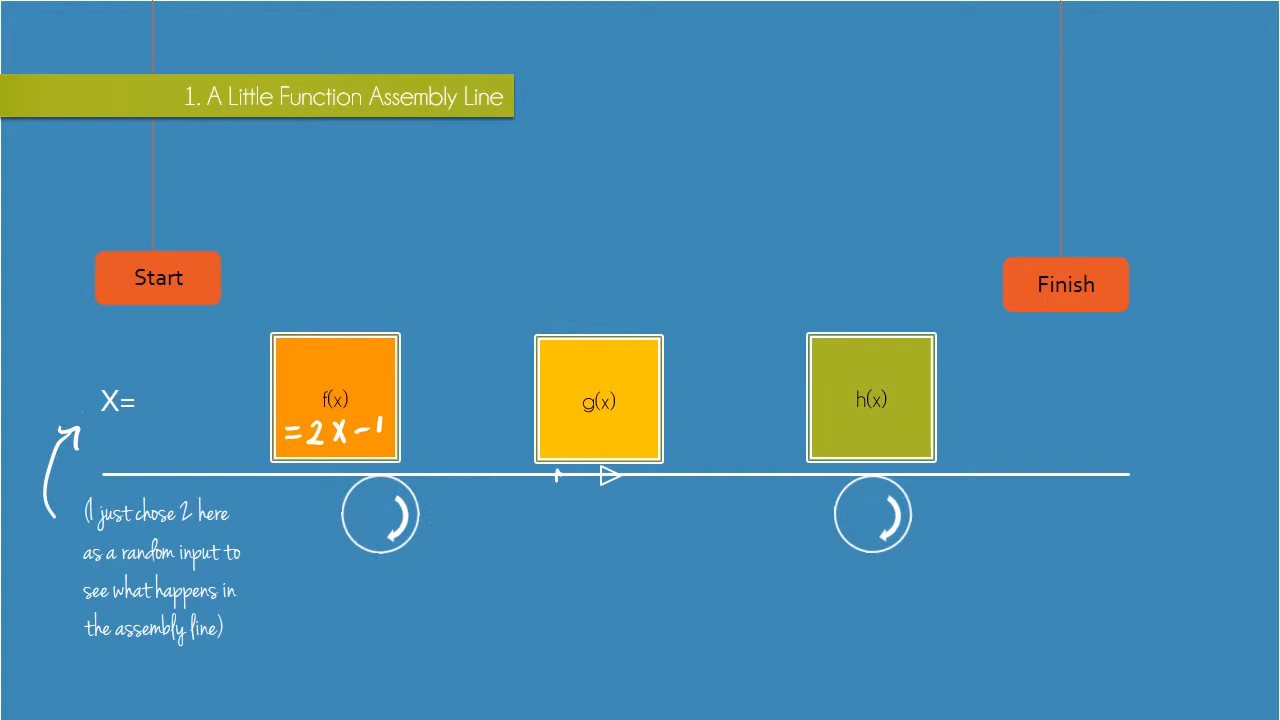 1. A Little Function Assembly Line
Start
Finish
X=
f(x)
=2x-1
g(x)
h(x)
(I just chose 2 here
as a random input to
see what happens in
the assembly line)